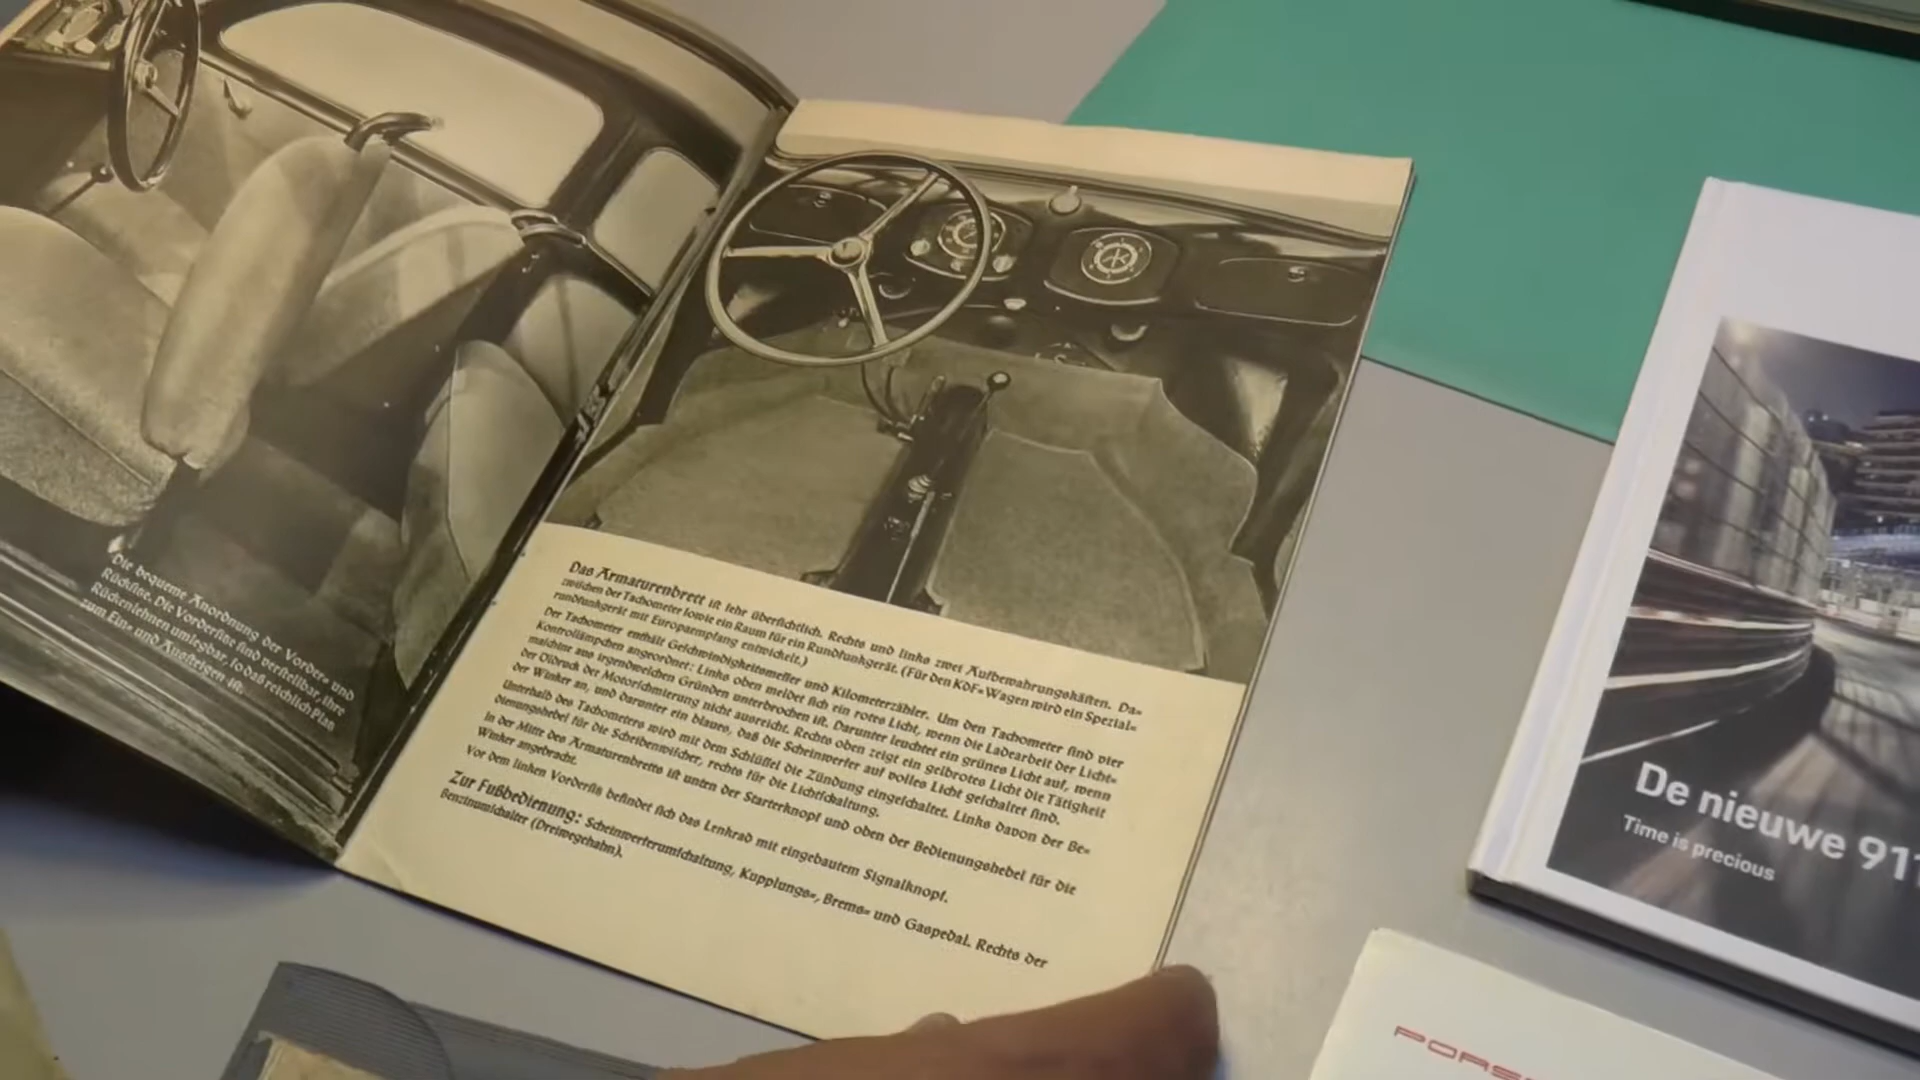 Die bequeme Anordnung der Vorder- und
Rücksitze. Die Vordersitze sind verstellbar, ihre
Rückenlehnen umlegbar, so daß reichlich Platz
zum Ein- und Aussteigen ist.
Das Armaturenbrett ist sehr übersichtlich. Rechts und links zwei Aufbewahrungskästen. Da-
zwischen der Tachometer sowie ein Raum für ein Rundfunkgerät. (Für den KdF-Wagen wird ein Spezial-
rundfunkgerät mit Europaempfang entwickelt.)
Der Tachometer enthält Geschwindigkeitsmesser und Kilometerzähler. Um den Tachometer sind vier
Kontrollämpchen angeordnet: Links oben meldet sich ein rotes Licht, wenn die Ladearbeit der Licht-
maschine aus irgendwelchen Gründen unterbrochen ist. Darunter leuchtet ein grünes Licht auf, wenn
der Öldruck der Motorschmierung nicht ausreicht. Rechts oben zeigt ein gelbrotes Licht die Tätigkeit
der Winker an, und darunter ein blaues, daß die Scheinwerfer auf volles Licht geschaltet sind.
Unterhalb des Tachometers wird mit dem Schlüssel die Zündung eingeschaltet. Links davon der Be-
dienungshebel für die Scheibenwischer, rechts für die Lichtschaltung.
In der Mitte des Armaturenbretts ist unten der Starterknopf und oben der Bedienungshebel für die
Winker angebracht.
Vor dem linken Vordersitz befindet sich das Lenkrad mit eingebautem Signalknopf.
Zur Fußbedienung: Scheinwerferumschaltung, Kupplungs-, Brems- und Gaspedal. Rechts der
Benzinumschalter (Dreiwegehahn).
De nieuwe 911
Time is precious